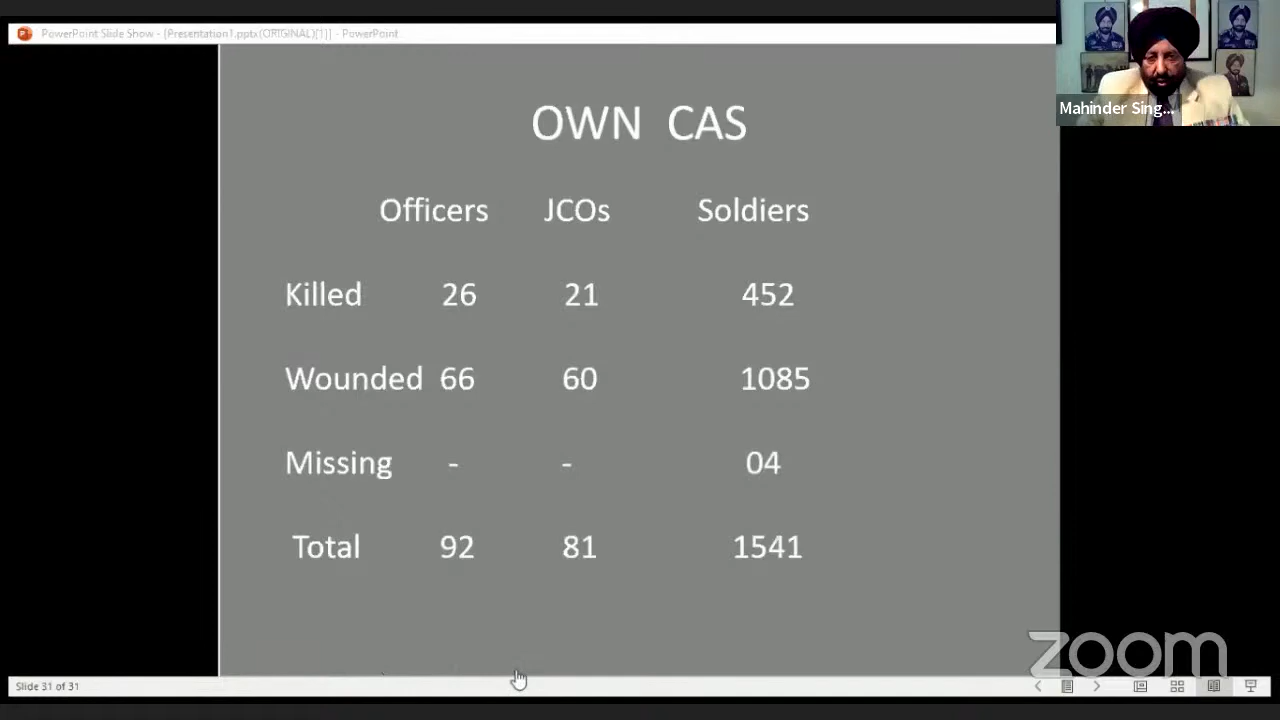 PowerPoint Slide Show - [Presentation1.pptx(ORIGINAL)[1]] - PowerPoint
Mahinder Sing...
OWN CAS
Officers JCOs Soldiers
Killed 26 21 452
Wounded 66 60 1085
Missing - - 04
Total 92 81 1541
zoom
Slide 31 of 31